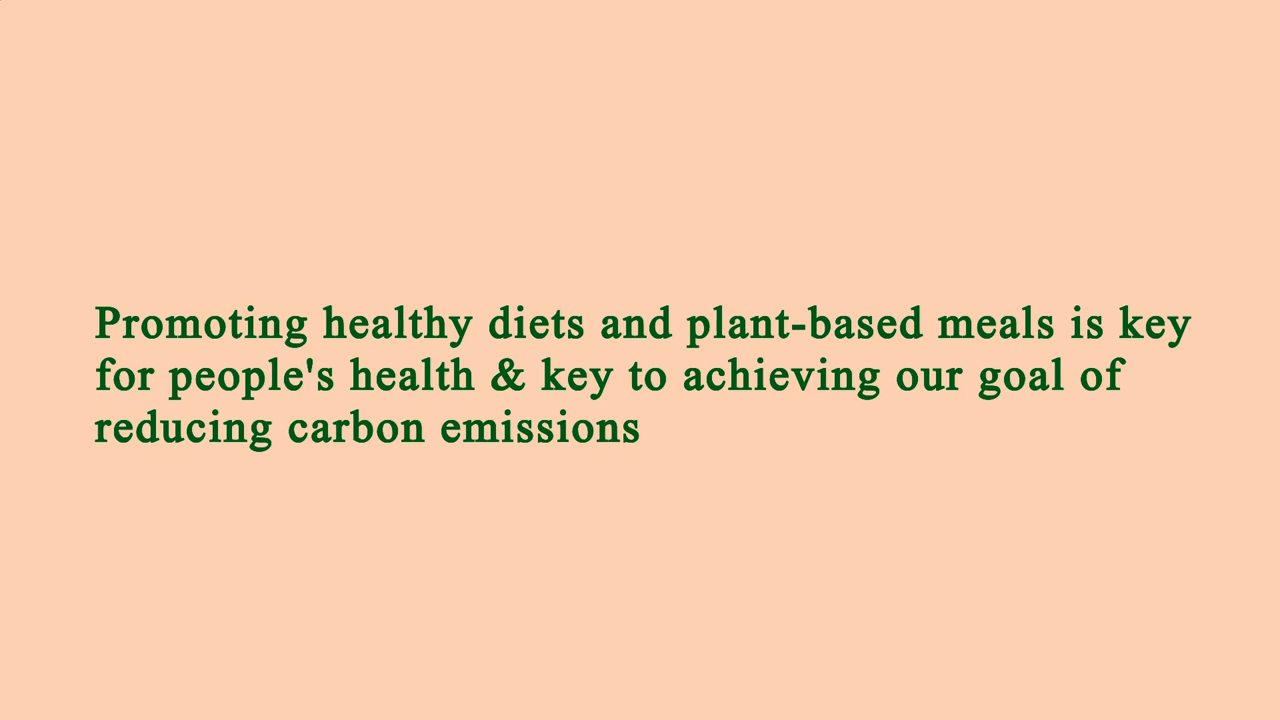 Promoting healthy diets and plant-based meals is key
for people's health & key to achieving our goal of
reducing carbon emissions